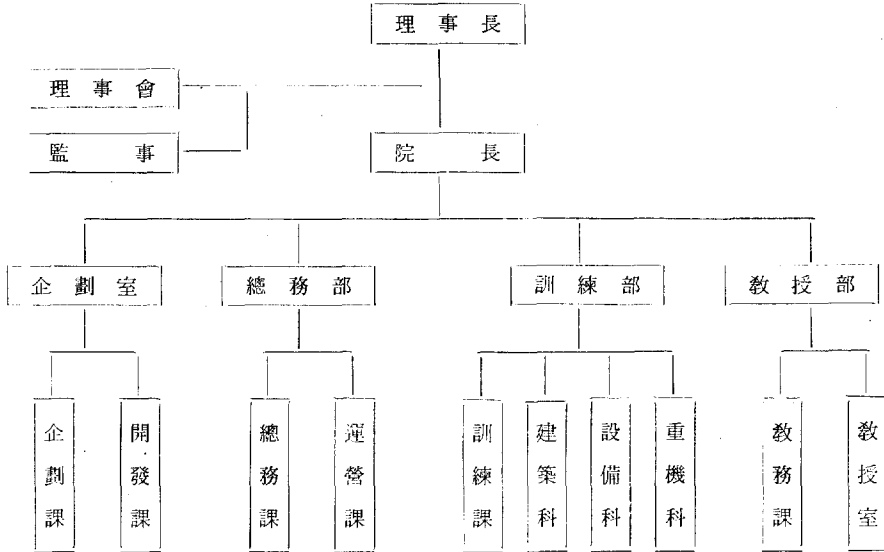 理事長
理事會
監事
院長
企劃室
總務部
訓練部
敎授部
企劃課
開發課
總務課
運營課
訓練課
建築科
設備科
重機科
敎務課
敎授室